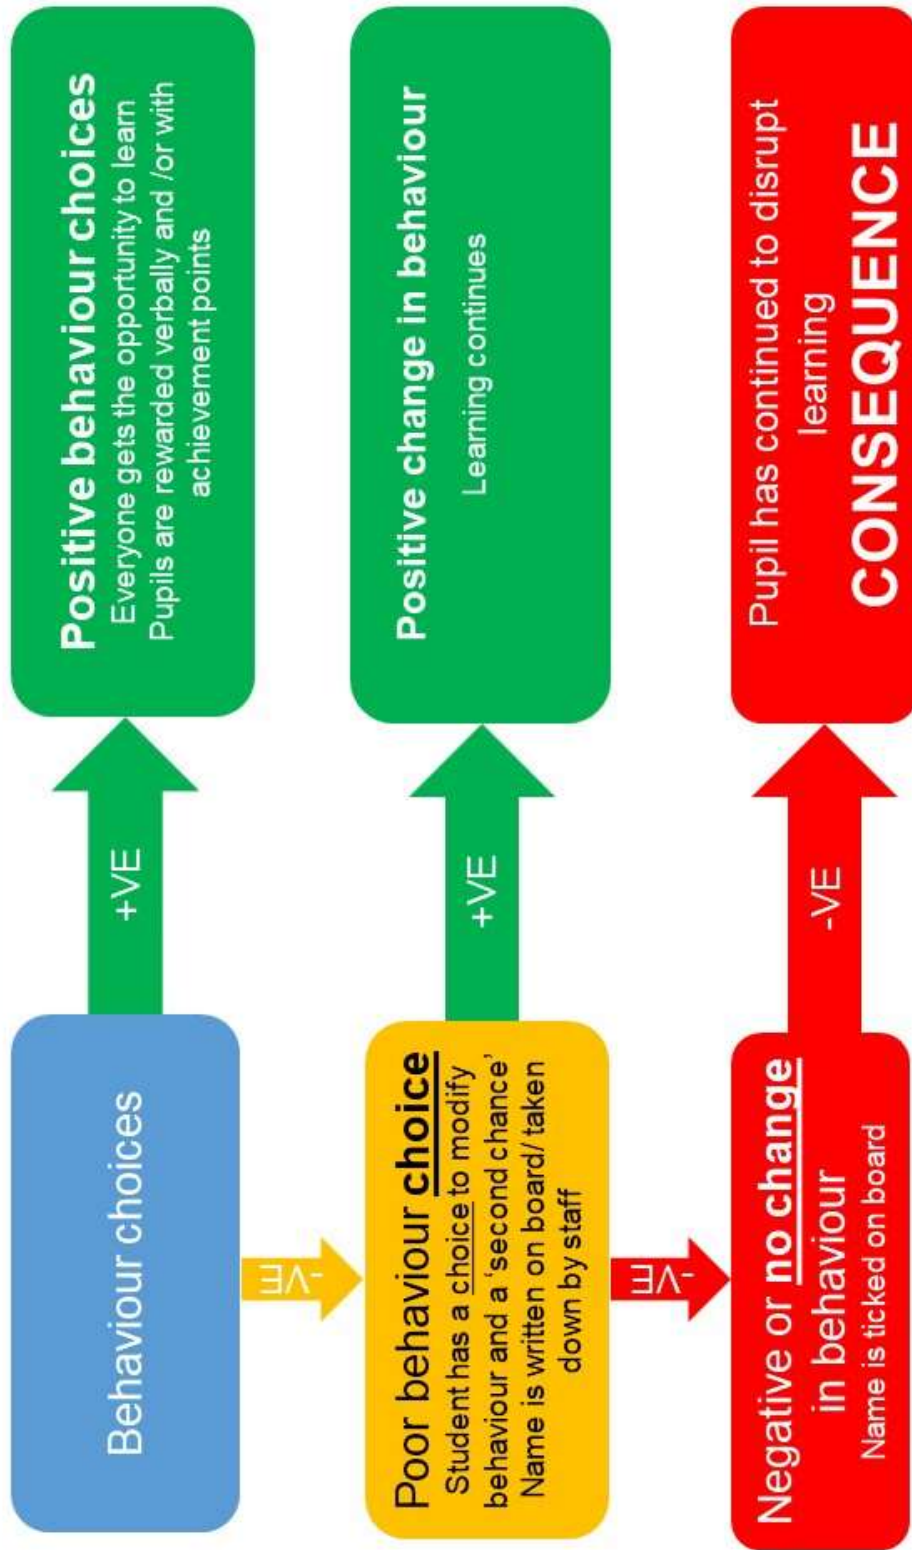 Behaviour choices
+VE
Positive behaviour choices
Everyone gets the opportunity to learn
Pupils are rewarded verbally and /or with
achievement points
-VE
Poor behaviour choice
Student has a choice to modify
behaviour and a ‘second chance’
Name is written on board/ taken
down by staff
+VE
Positive change in behaviour
Learning continues
-VE
Negative or no change
in behaviour
Name is ticked on board
-VE
Pupil has continued to disrupt
learning
CONSEQUENCE